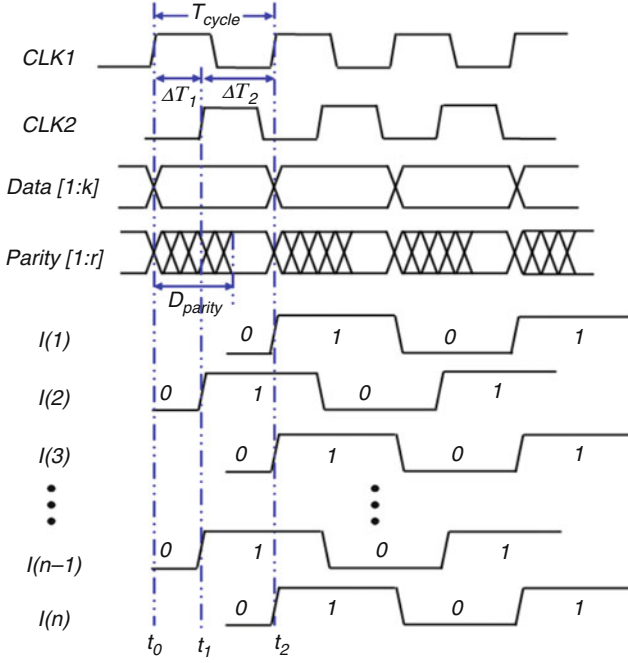 T_cycle
CLK1
ΔT_1 ΔT_2
CLK2
Data [1:k]
Parity [1:r]
D_parity
I(1) 0 1 0 1
I(2) 0 1 0 1
I(3) 0 1 0 1
I(n–1) 0 1 0 1
I(n) 0 1 0 1
t_0 t_1 t_2